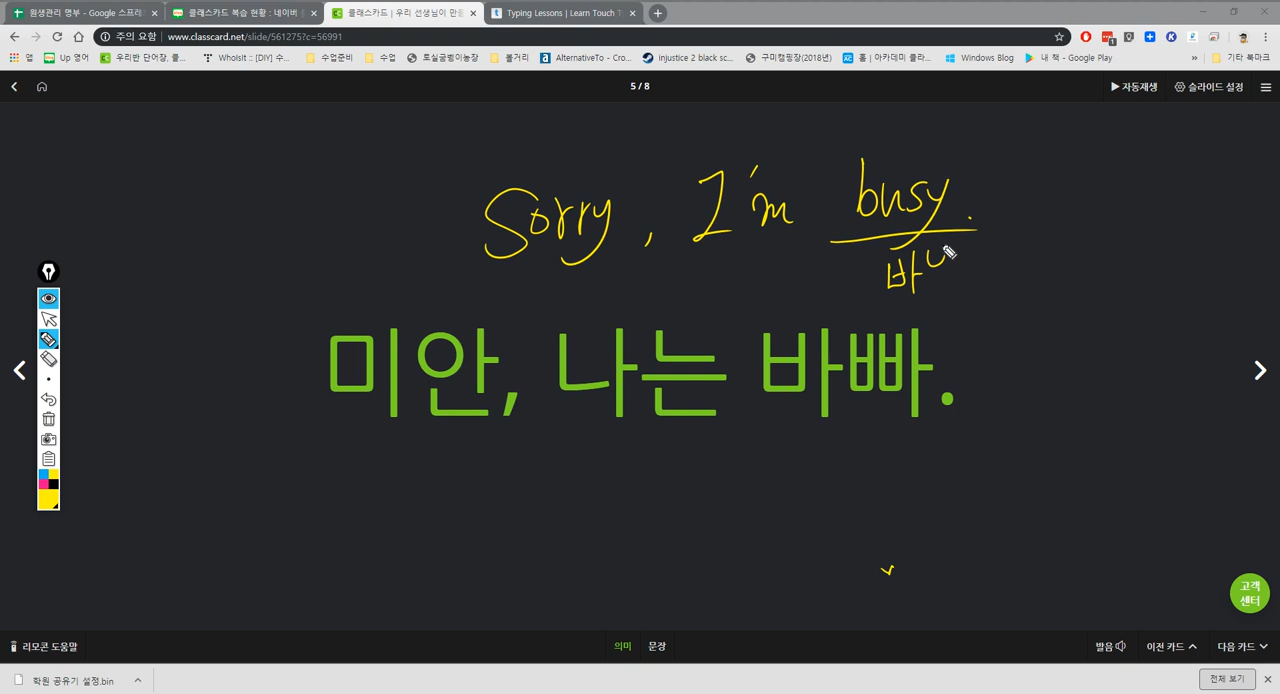 원생관리 명부 - Google 스프레
클래스카드 복습 현황 : 네이버
클래스카드 | 우리 선생님이 만
Typing Lessons | Learn Touch T
주의 요함 | www.classcard.net/slide/561275?c=56991
앱 Up 영어 우리반 단어장, 클... WhoIst :: [DIY] 수... 수업준비 수업 토실굼벵이농장 볼거리 AlternativeTo - Cro... injustice 2 black sc... 구미캠핑장(2018년) 홈 | 아카데미 클라... Windows Blog 내 책 - Google Play » 기타 북마크
5 / 8
자동재생 슬라이드 설정
Sorry, I'm busy.
바
미안, 나는 바빠.
고객
센터
리모콘 도움말 의미 문장 발음 이전 카드 다음 카드
학원 공유기 설정.bin 전체 보기